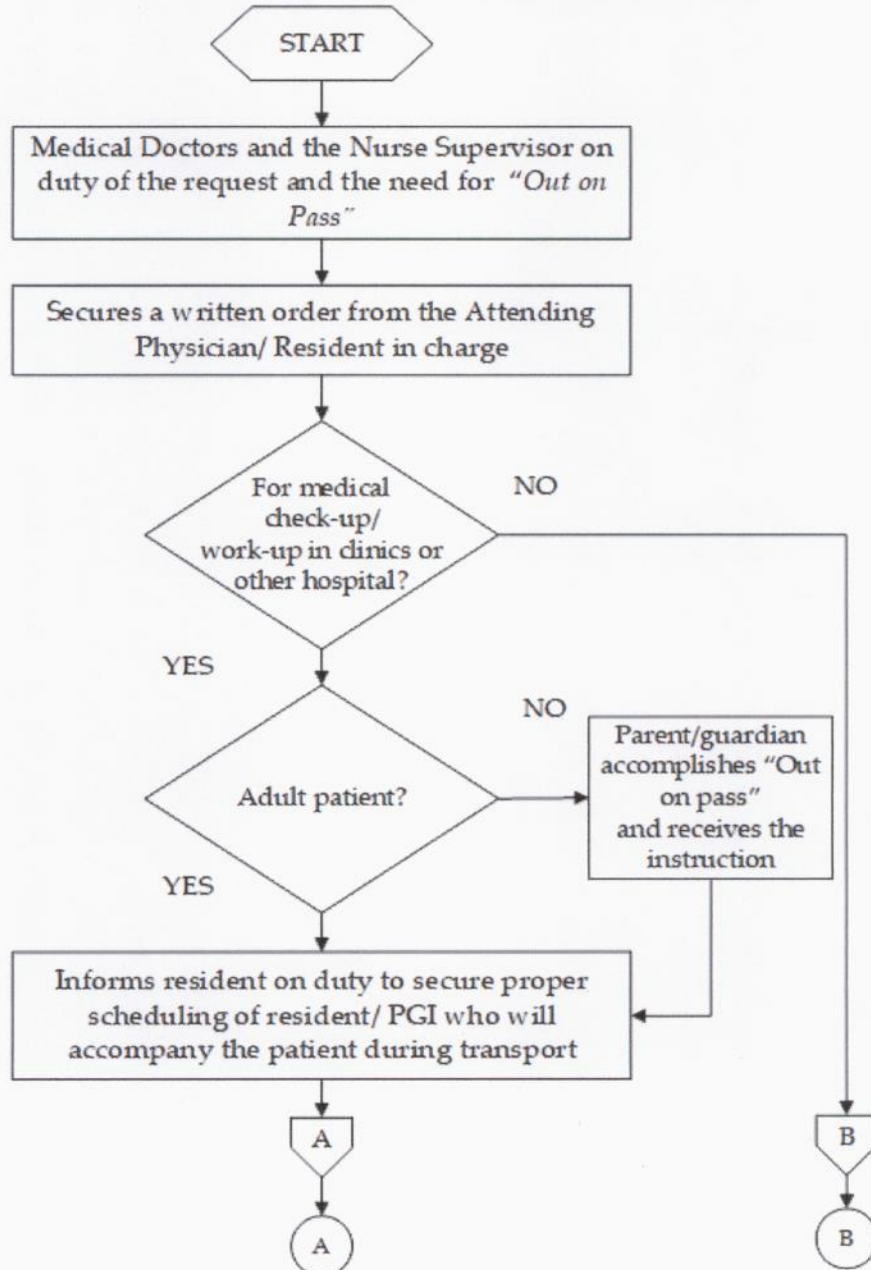 START
Medical Doctors and the Nurse Supervisor on
duty of the request and the need for “Out on
Pass”
Secures a written order from the Attending
Physician/ Resident in charge
For medical
check-up/
work-up in clinics or
other hospital?
NO
YES
Adult patient?
NO
Parent/guardian
accomplishes “Out
on pass”
and receives the
instruction
YES
Informs resident on duty to secure proper
scheduling of resident/ PGI who will
accompany the patient during transport
A
B
A
B